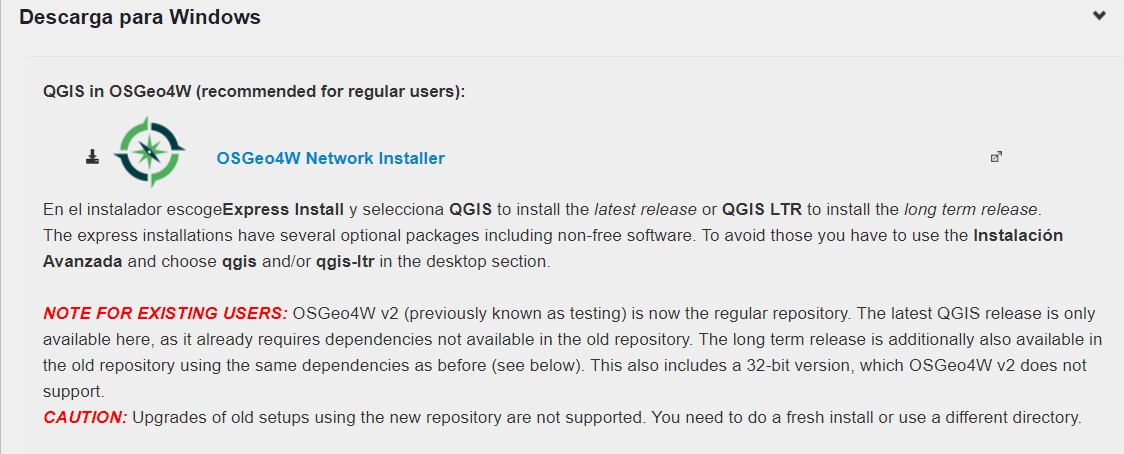 Descarga para Windows
QGIS in OSGeo4W (recommended for regular users):
OSGeo4W Network Installer
En el instalador escogeExpress Install y selecciona QGIS to install the latest release or QGIS LTR to install the long term release.
The express installations have several optional packages including non-free software. To avoid those you have to use the Instalación
Avanzada and choose qgis and/or qgis-ltr in the desktop section.
NOTE FOR EXISTING USERS: OSGeo4W v2 (previously known as testing) is now the regular repository. The latest QGIS release is only
available here, as it already requires dependencies not available in the old repository. The long term release is additionally also available in
the old repository using the same dependencies as before (see below). This also includes a 32-bit version, which OSGeo4W v2 does not
support.
CAUTION: Upgrades of old setups using the new repository are not supported. You need to do a fresh install or use a different directory.